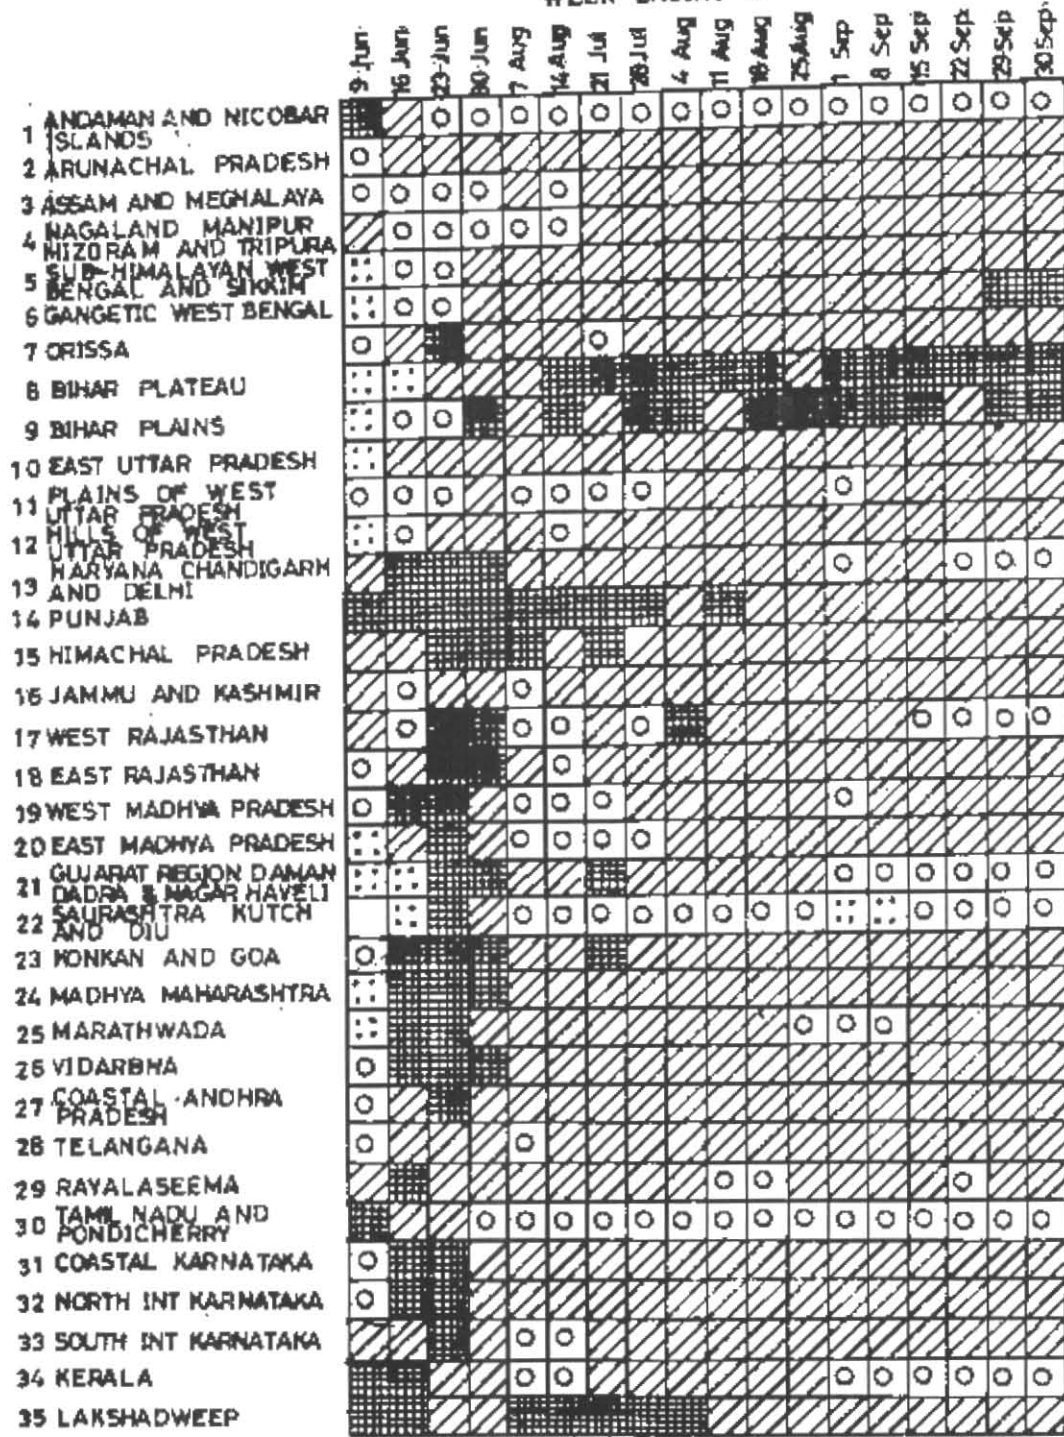 9 Jun 16 Jun 23 Jun 30 Jun 7 Aug 14 Aug 21 Jul 28 Jul 4 Aug 11 Aug 18 Aug 25 Aug 1 Sep 8 Sep 15 Sep 22 Sep 29 Sep 30 Sep
1 ANDAMAN AND NICOBAR
ISLANDS
2 ARUNACHAL PRADESH
3 ASSAM AND MEGHALAYA
4 NAGALAND MANIPUR
MIZORAM AND TRIPURA
5 SUB-HIMALAYAN WEST
BENGAL AND SIKKIM
6 GANGETIC WEST BENGAL
7 ORISSA
8 BIHAR PLATEAU
9 BIHAR PLAINS
10 EAST UTTAR PRADESH
11 PLAINS OF WEST
UTTAR PRADESH
12 HILLS OF WEST
UTTAR PRADESH
13 HARYANA CHANDIGARH
AND DELHI
14 PUNJAB
15 HIMACHAL PRADESH
16 JAMMU AND KASHMIR
17 WEST RAJASTHAN
18 EAST RAJASTHAN
19 WEST MADHYA PRADESH
20 EAST MADHYA PRADESH
21 GUJARAT REGION DAMAN
DADRA & NAGAR HAVELI
22 SAURASHTRA KUTCH
AND DIU
23 KONKAN AND GOA
24 MADHYA MAHARASHTRA
25 MARATHWADA
26 VIDARBHA
27 COASTAL ANDHRA
PRADESH
28 TELANGANA
29 RAYALASEEMA
30 TAMIL NADU AND
PONDICHERRY
31 COASTAL KARNATAKA
32 NORTH INT KARNATAKA
33 SOUTH INT KARNATAKA
34 KERALA
35 LAKSHADWEEP